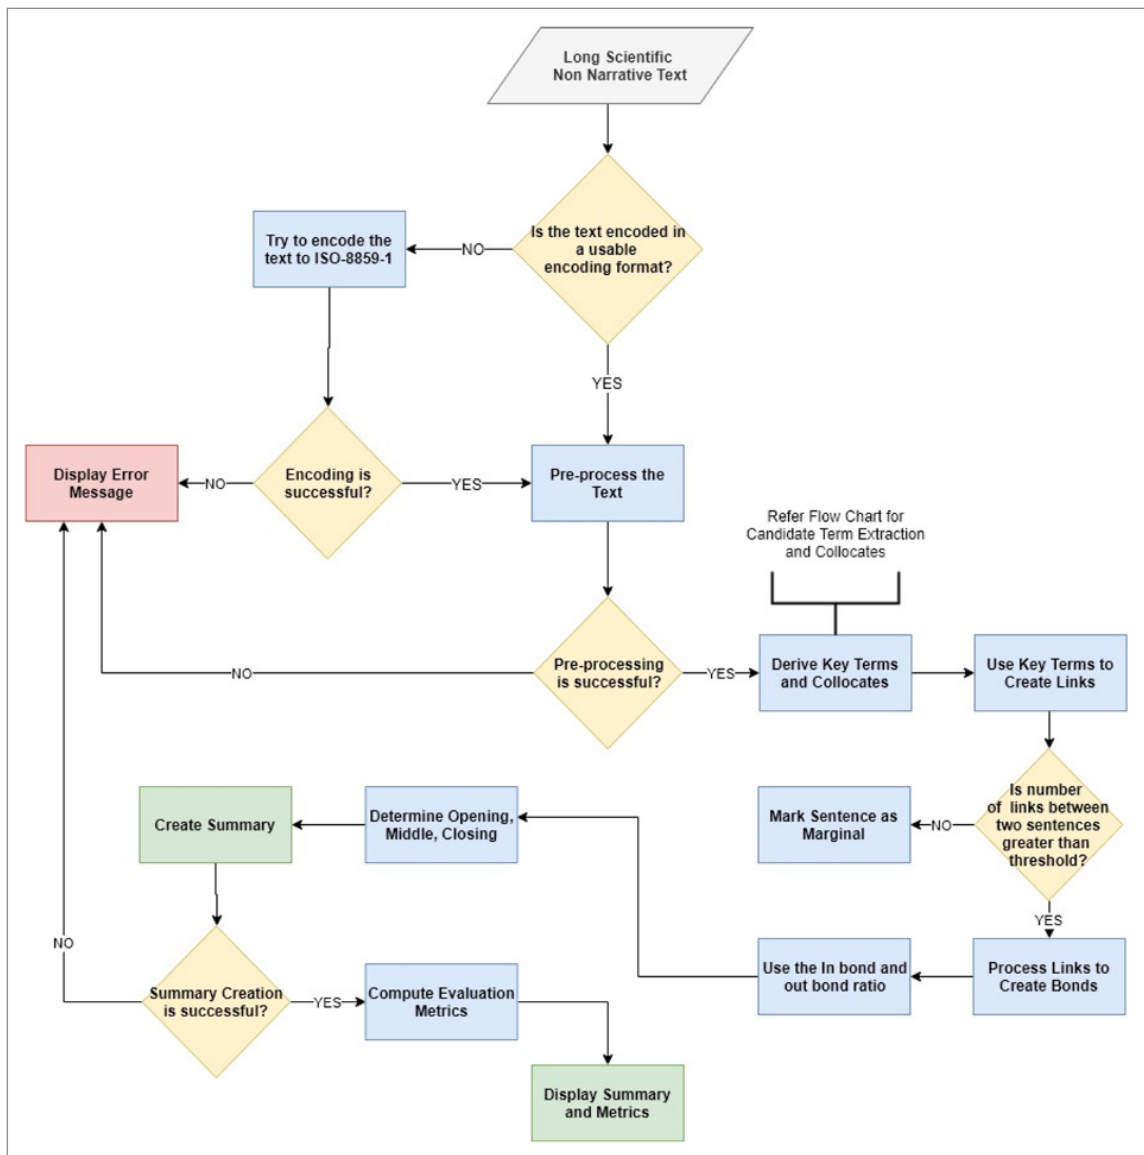 Long Scientific
Non Narrative Text
Is the text encoded in
a usable
encoding format?
NO
Try to encode the
text to ISO-8859-1
YES
Encoding is
successful?
NO
Display Error
Message
YES
Pre-process the
Text
Refer Flow Chart for
Candidate Term Extraction
and Collocates
Pre-processing
is successful?
NO
YES
Derive Key Terms
and Collocates
Use Key Terms to
Create Links
Is number
of links between
two sentences
greater than
threshold?
NO
Mark Sentence as
Marginal
YES
Process Links to
Create Bonds
Use the In bond and
out bond ratio
Determine Opening,
Middle, Closing
Create Summary
Summary Creation
is successful?
NO
YES
Compute Evaluation
Metrics
Display Summary
and Metrics